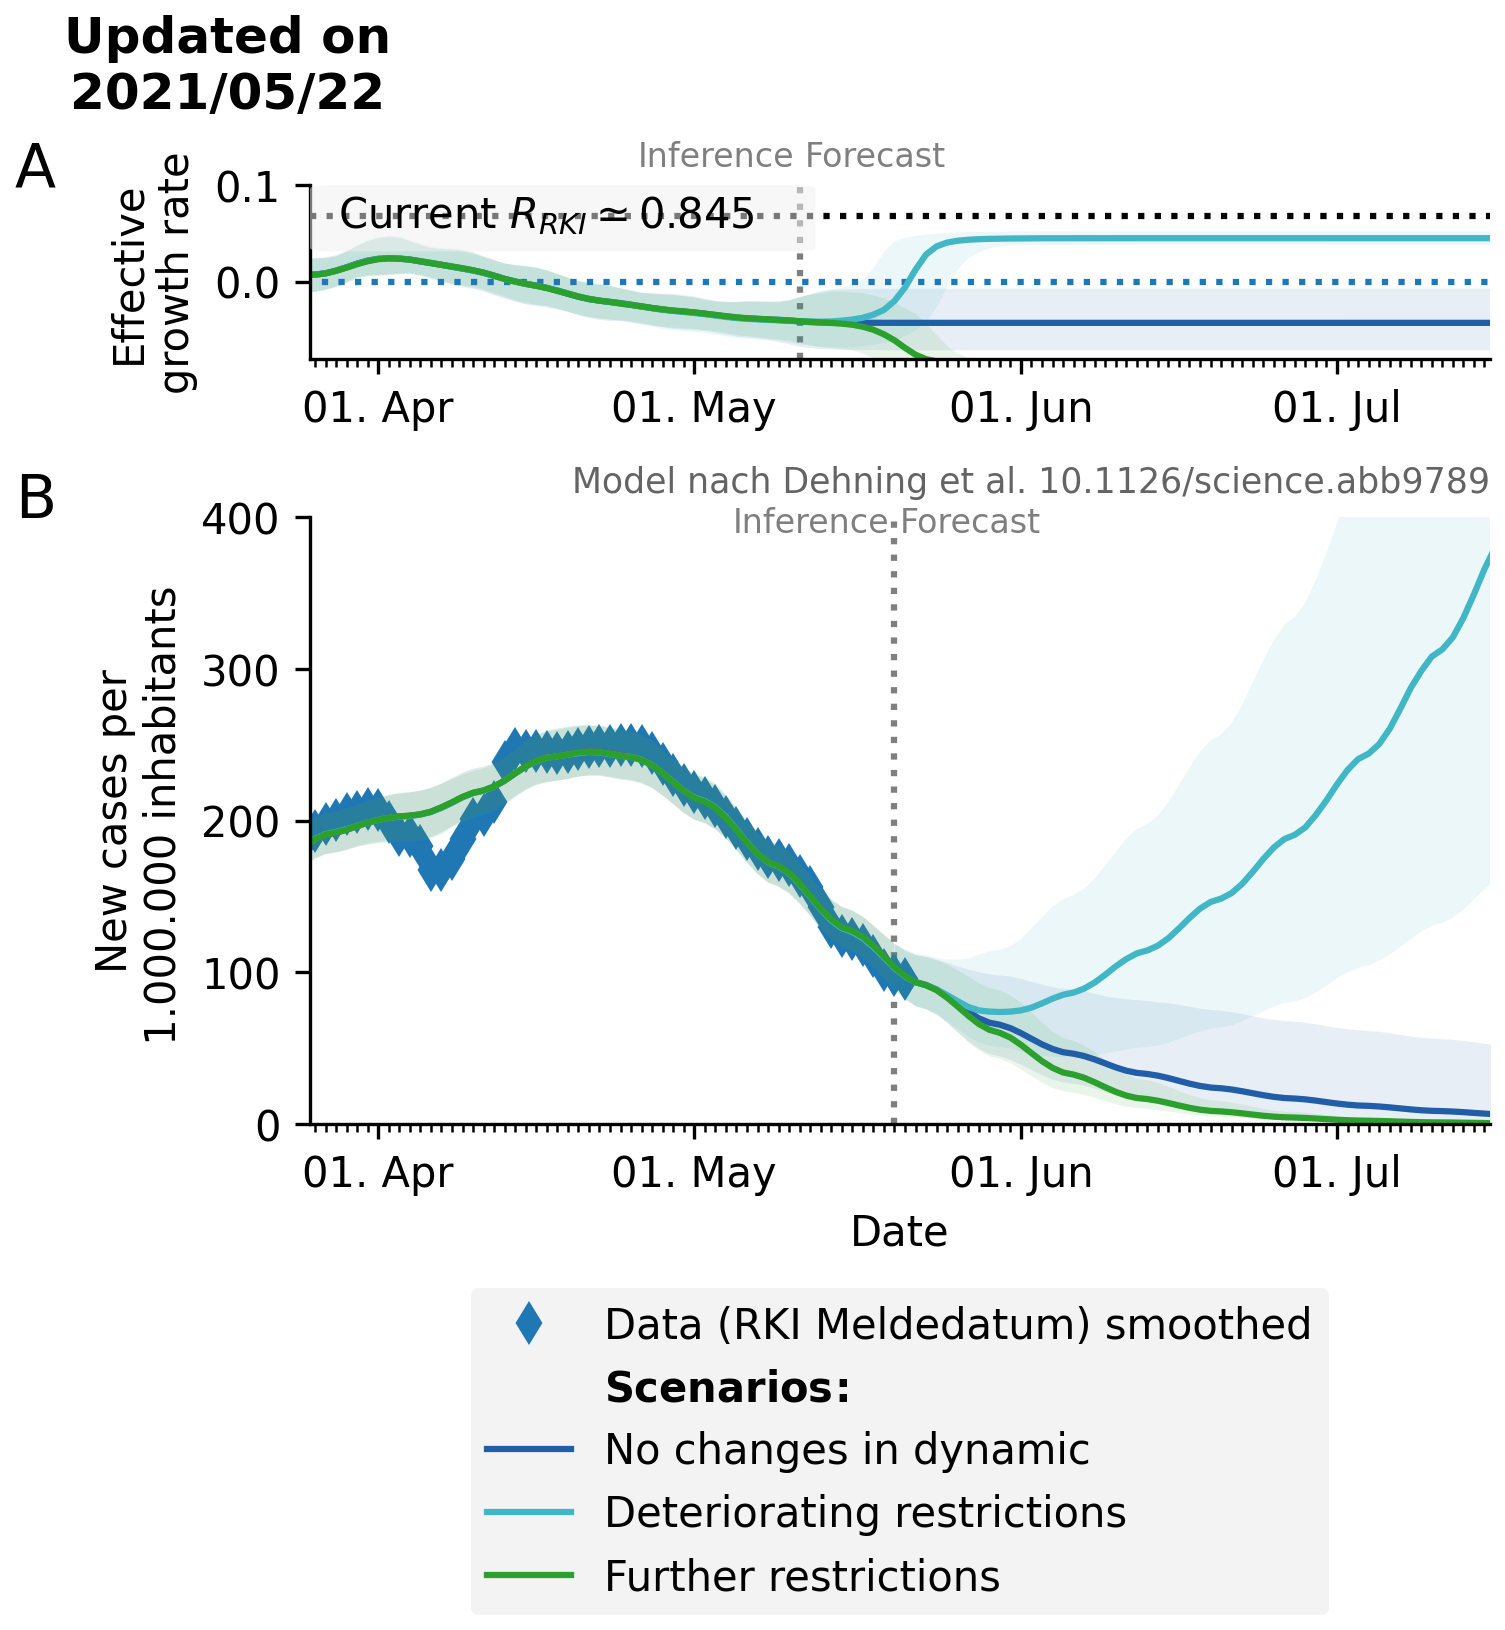 Updated on
2021/05/22
A
Inference Forecast
Effective
growth rate
0.1
0.0
Current R_RKI ≃ 0.845
01. Apr 01. May 01. Jun 01. Jul
B
Model nach Dehning et al. 10.1126/science.abb9789
Inference Forecast
New cases per
1.000.000 inhabitants
400
300
200
100
0
01. Apr 01. May 01. Jun 01. Jul
Date
Data (RKI Meldedatum) smoothed
Scenarios:
No changes in dynamic
Deteriorating restrictions
Further restrictions